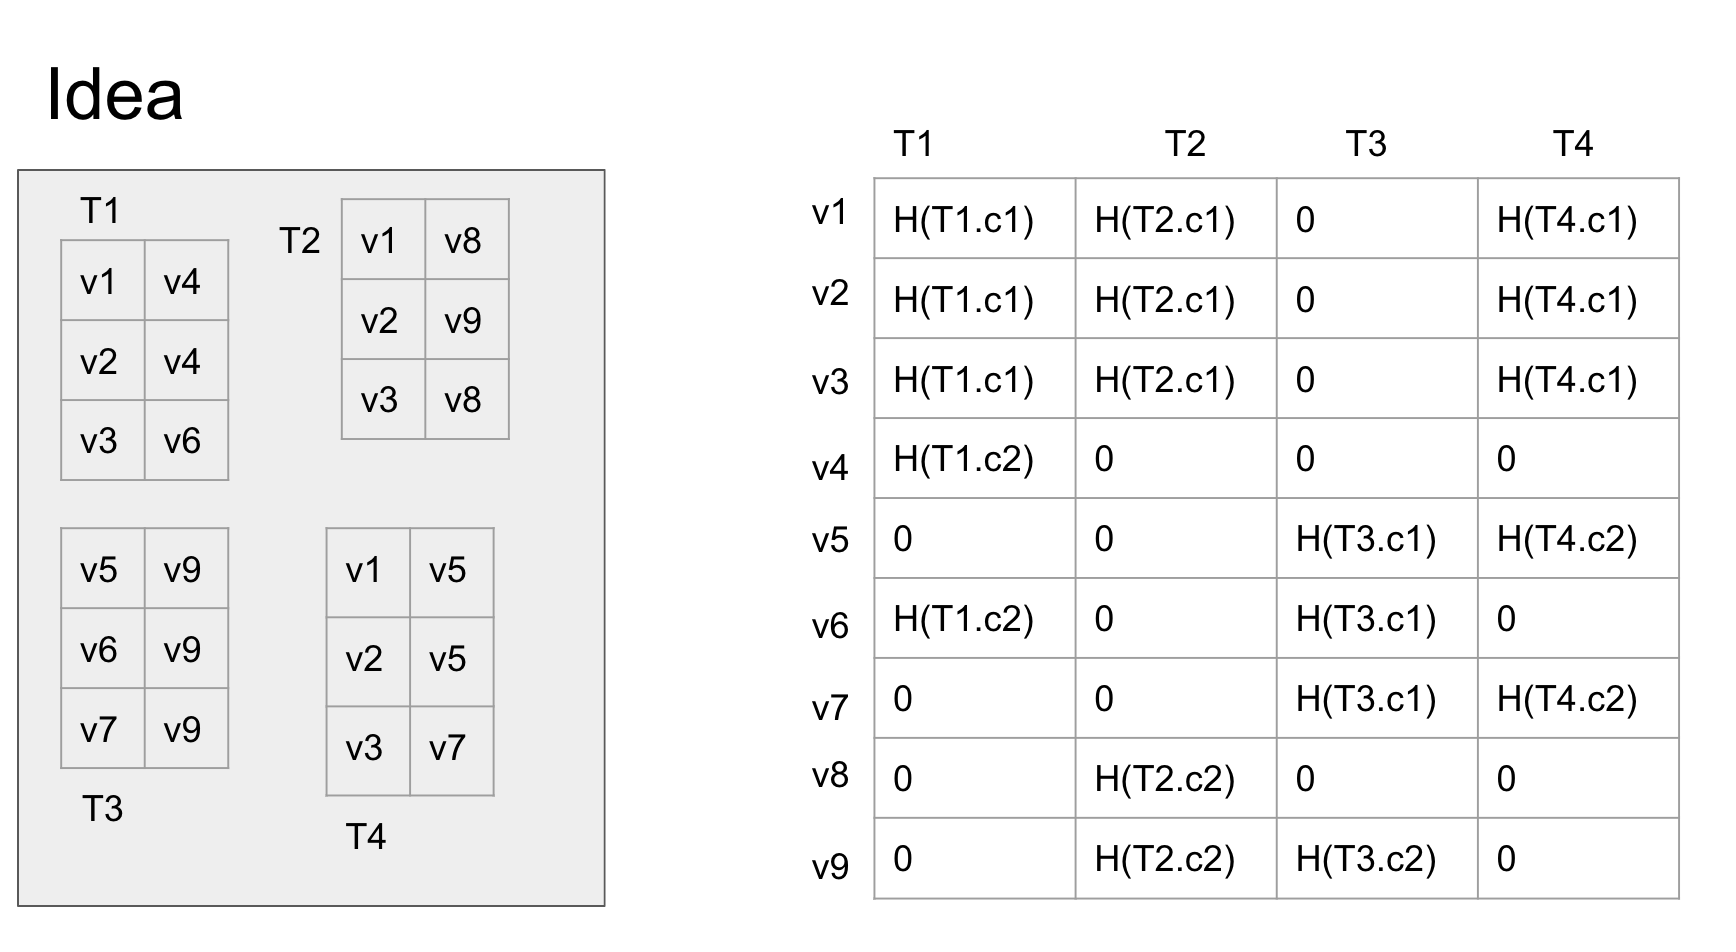 Idea
T1
v1 v4
v2 v4
v3 v6
T2
v1 v8
v2 v9
v3 v8
v5 v9
v6 v9
v7 v9
T3
v1 v5
v2 v5
v3 v7
T4
T1 T2 T3 T4
v1 H(T1.c1) H(T2.c1) 0 H(T4.c1)
v2 H(T1.c1) H(T2.c1) 0 H(T4.c1)
v3 H(T1.c1) H(T2.c1) 0 H(T4.c1)
v4 H(T1.c2) 0 0 0
v5 0 0 H(T3.c1) H(T4.c2)
v6 H(T1.c2) 0 H(T3.c1) 0
v7 0 0 H(T3.c1) H(T4.c2)
v8 0 H(T2.c2) 0 0
v9 0 H(T2.c2) H(T3.c2) 0